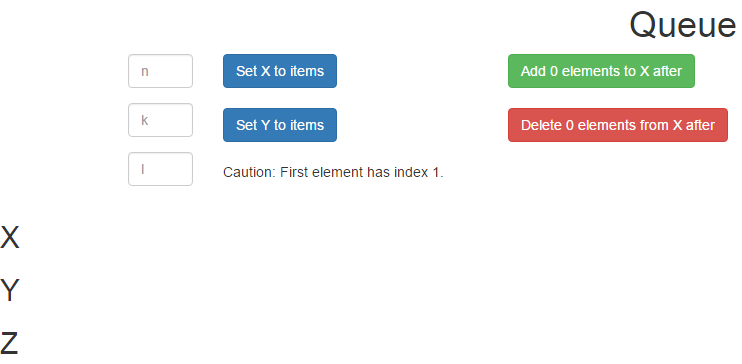 Queue
n
Set X to items
Add 0 elements to X after
k
Set Y to items
Delete 0 elements from X after
l
Caution: First element has index 1.
X
Y
Z